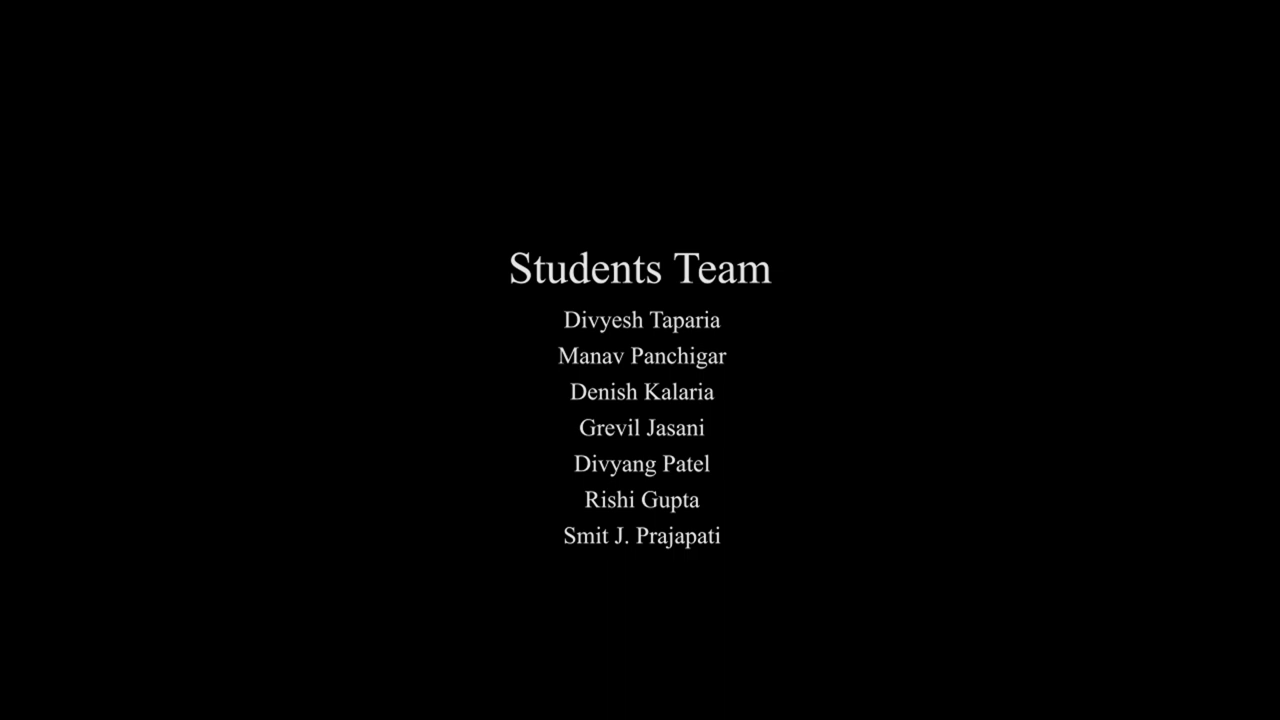 Students Team
Divyesh Taparia
Manav Panchigar
Denish Kalaria
Grevil Jasani
Divyang Patel
Rishi Gupta
Smit J. Prajapati